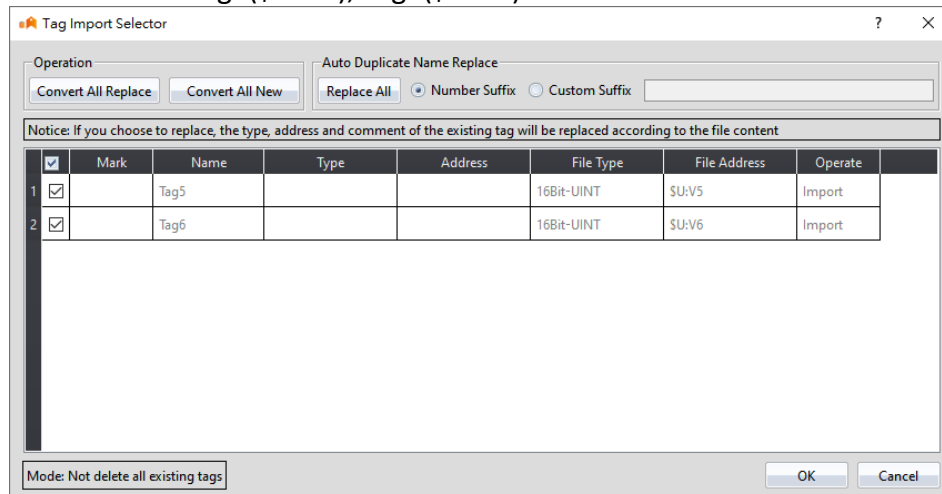 Tag Import Selector ? ×
Operation Auto Duplicate Name Replace
Convert All Replace Convert All New Replace All Number Suffix Custom Suffix
Notice: If you choose to replace, the type, address and comment of the existing tag will be replaced according to the file content
Mark Name Type Address File Type File Address Operate
1 Tag5 16Bit-UINT $U:V5 Import
2 Tag6 16Bit-UINT $U:V6 Import
Mode: Not delete all existing tags OK Cancel